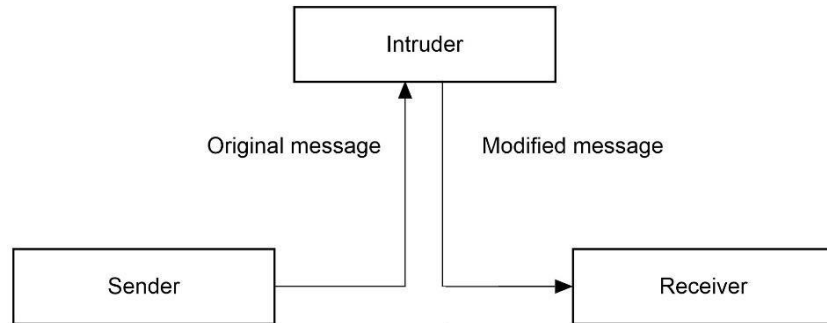 Intruder
Original message
Modified message
Sender
Receiver